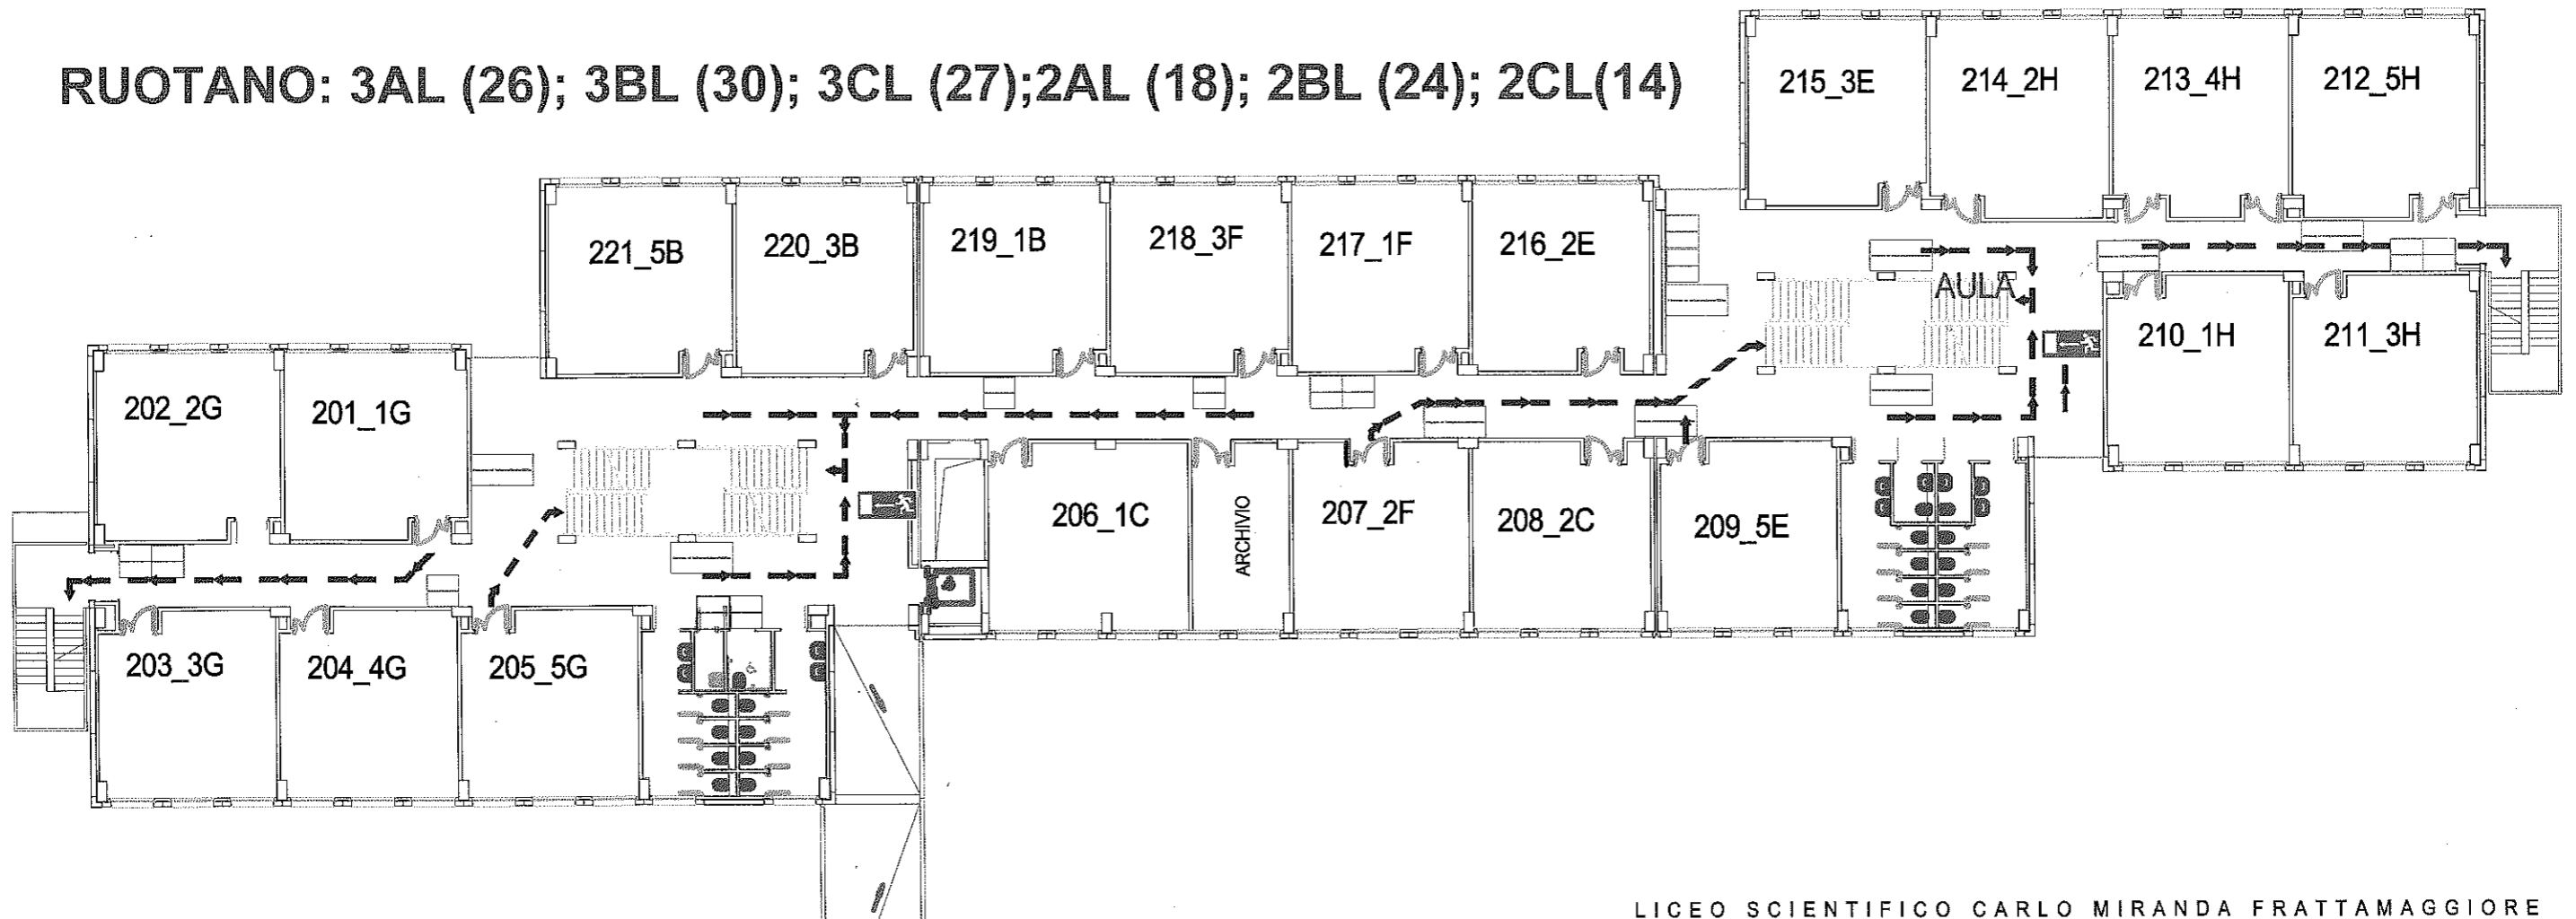 RUOTANO: 3AL (26); 3BL (30); 3CL (27);2AL (18); 2BL (24); 2CL(14)
215_3E
214_2H
213_4H
212_5H
221_5B
220_3B
219_1B
218_3F
217_1F
216_2E
AULA
210_1H
211_3H
202_2G
201_1G
206_1C
ARCHIVIO
207_2F
208_2C
209_5E
203_3G
204_4G
205_5G
LICEO SCIENTIFICO CARLO MIRANDA FRATTAMAGGIORE